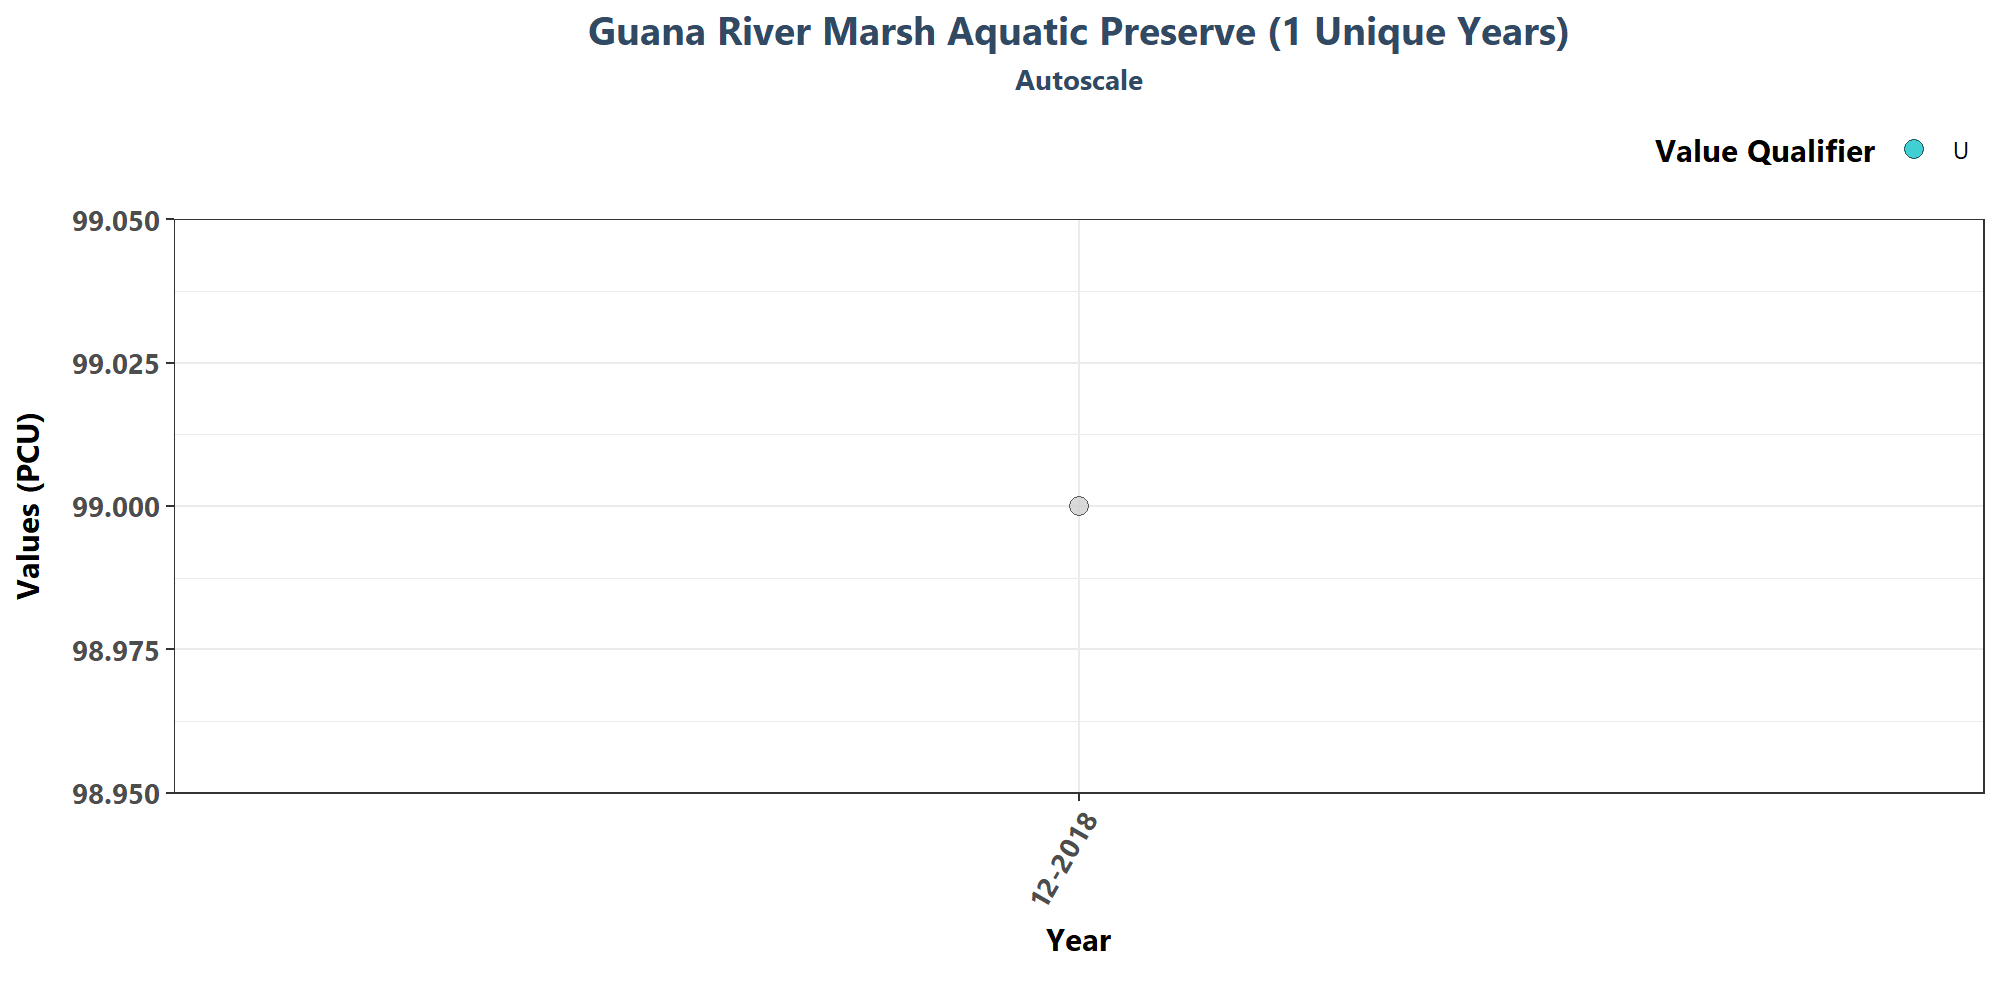 Guana River Marsh Aquatic Preserve (1 Unique Years)
Autoscale
Value Qualifier U
99.050
99.025
99.000
98.975
98.950
Values (PCU)
12-2018
Year